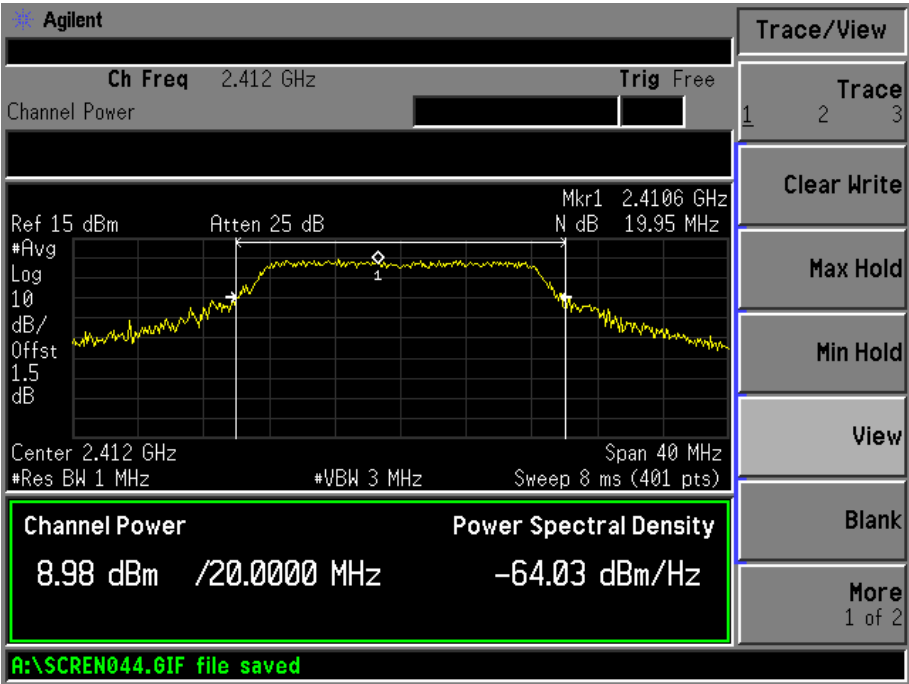 Agilent
Trace/View
Ch Freq 2.412 GHz Trig Free
Channel Power
Trace
1 2 3
Clear Write
Max Hold
Min Hold
View
Blank
More
1 of 2
Mkr1 2.4106 GHz
Ref 15 dBm Atten 25 dB N dB 19.95 MHz
#Avg
Log
10
dB/
Offst
1.5
dB
1
Center 2.412 GHz Span 40 MHz
#Res BW 1 MHz #VBW 3 MHz Sweep 8 ms (401 pts)
Channel Power Power Spectral Density
8.98 dBm /20.0000 MHz -64.03 dBm/Hz
A:\SCREN044.GIF file saved